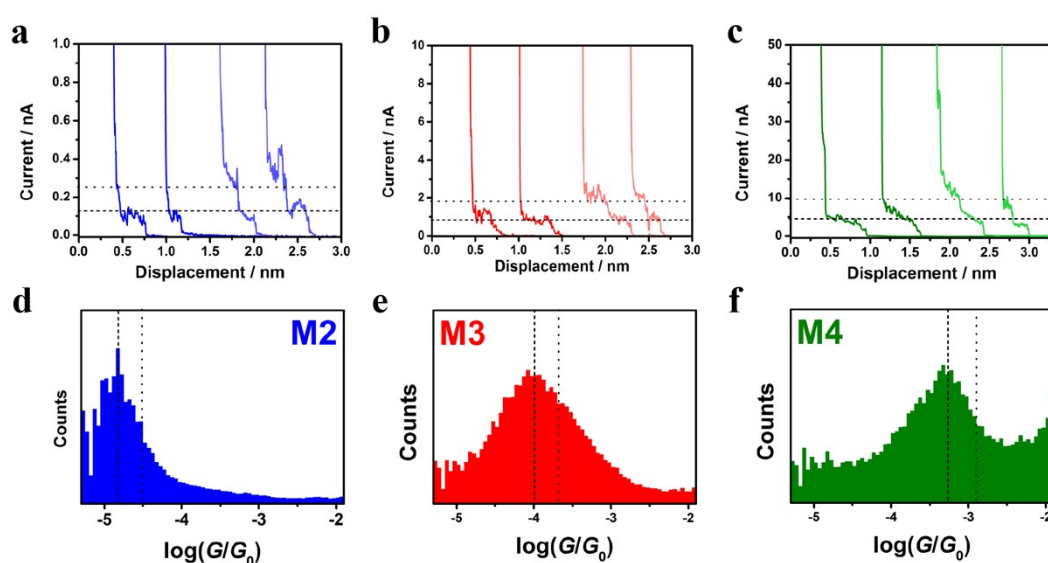 a
b
c
1.0
0.8
0.6
0.4
0.2
0.0
Current / nA
0.0 0.5 1.0 1.5 2.0 2.5 3.0
Displacement / nm
10
8
6
4
2
0
Current / nA
0.0 0.5 1.0 1.5 2.0 2.5 3.0
Displacement / nm
50
40
30
20
10
0
Current / nA
0.0 0.5 1.0 1.5 2.0 2.5 3.0
Displacement / nm
d
e
f
M2
Counts
-5 -4 -3 -2
log(G/G0)
M3
Counts
-5 -4 -3 -2
log(G/G0)
M4
Counts
-5 -4 -3 -2
log(G/G0)